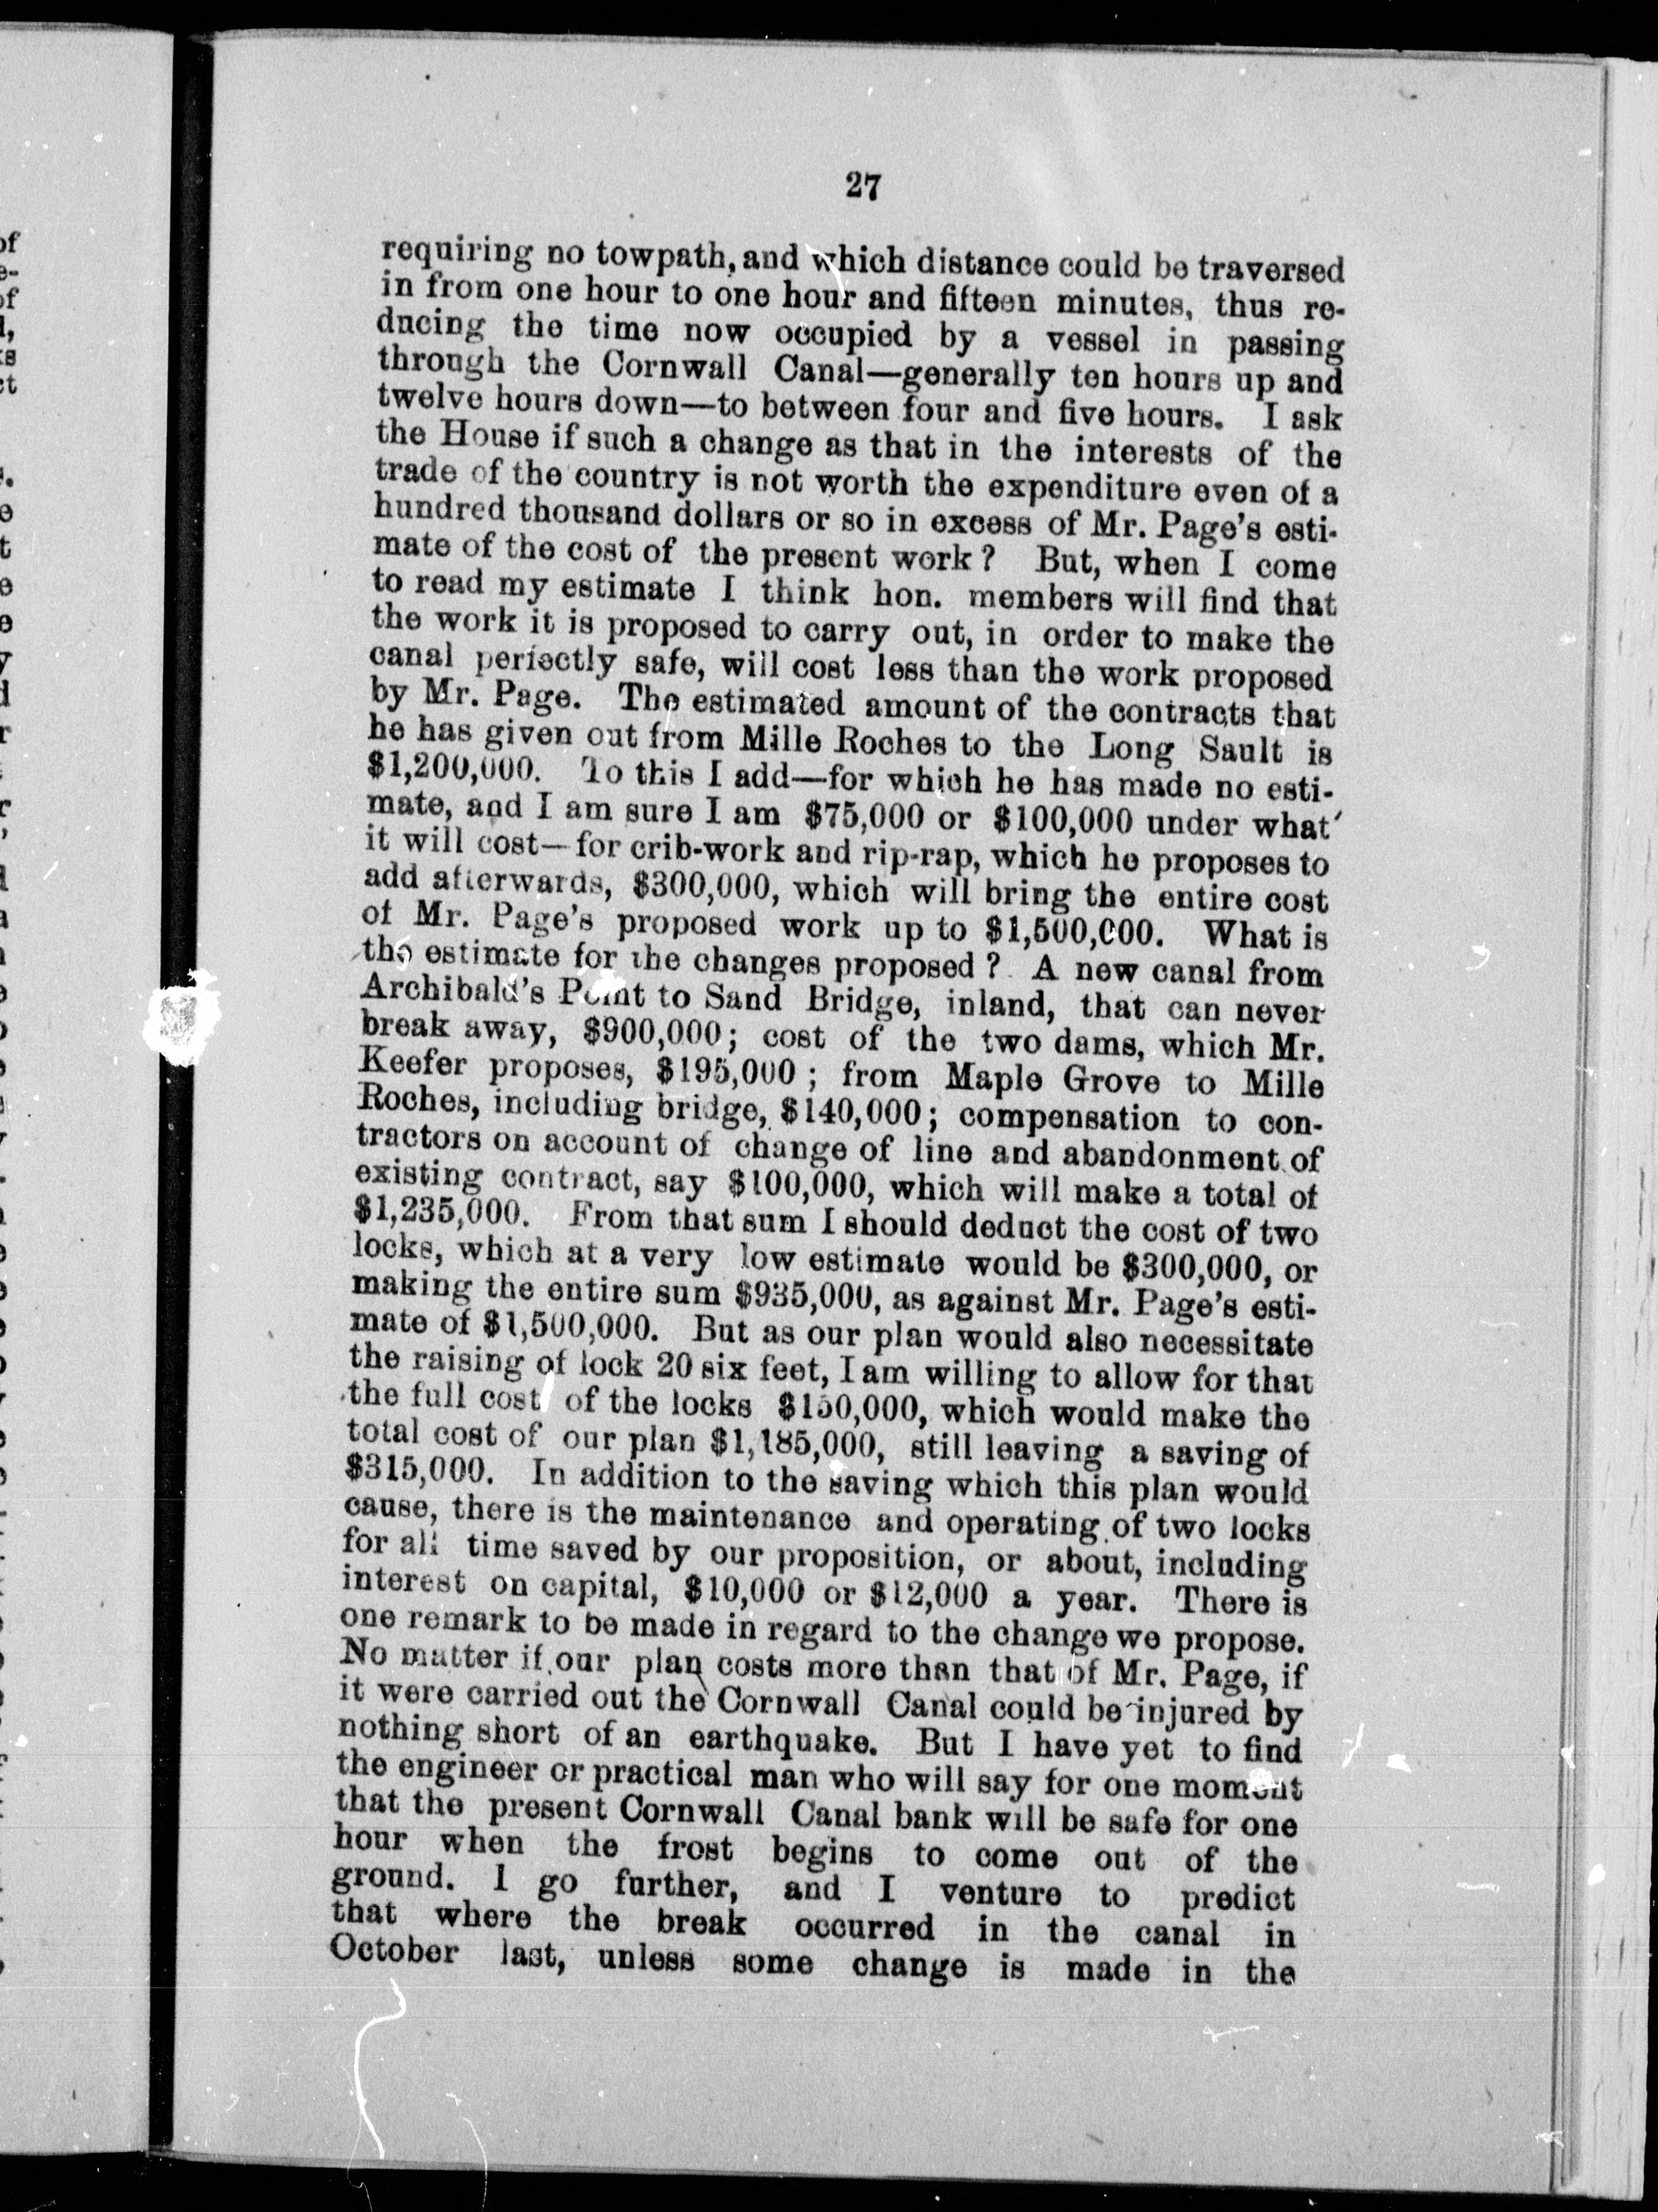 27
requiring no towpath, and which distance could be traversed
in from one hour to one hour and fifteen minutes, thus re-
ducing the time now occupied by a vessel in passing
through the Cornwall Canal—generally ten hours up and
twelve hours down—to between four and five hours. I ask
the House if such a change as that in the interests of the
trade of the country is not worth the expenditure even of a
hundred thousand dollars or so in excess of Mr. Page's esti-
mate of the cost of the present work? But, when I come
to read my estimate I think hon. members will find that
the work it is proposed to carry out, in order to make the
canal perfectly safe, will cost less than the work proposed
by Mr. Page. The estimated amount of the contracts that
he has given out from Mille Roches to the Long Sault is
$1,200,000. To this I add—for which he has made no esti-
mate, and I am sure I am $75,000 or $100,000 under what
it will cost—for crib-work and rip-rap, which he proposes to
add afterwards, $300,000, which will bring the entire cost
of Mr. Page's proposed work up to $1,500,000. What is
the estimate for the changes proposed? A new canal from
Archibald's Point to Sand Bridge, inland, that can never
break away, $900,000; cost of the two dams, which Mr.
Keefer proposes, $195,000; from Maple Grove to Mille
Roches, including bridge, $140,000; compensation to con-
tractors on account of change of line and abandonment of
existing contract, say $100,000, which will make a total of
$1,235,000. From that sum I should deduct the cost of two
locks, which at a very low estimate would be $300,000, or
making the entire sum $935,000, as against Mr. Page's esti-
mate of $1,500,000. But as our plan would also necessitate
the raising of lock 20 six feet, I am willing to allow for that
the full cost of the locks $150,000, which would make the
total cost of our plan $1,185,000, still leaving a saving of
$315,000. In addition to the saving which this plan would
cause, there is the maintenance and operating of two locks
for all time saved by our proposition, or about, including
interest on capital, $10,000 or $12,000 a year. There is
one remark to be made in regard to the change we propose.
No matter if our plan costs more than that of Mr. Page, if
it were carried out the Cornwall Canal could be injured by
nothing short of an earthquake. But I have yet to find
the engineer or practical man who will say for one moment
that the present Cornwall Canal bank will be safe for one
hour when the frost begins to come out of the
ground. I go further, and I venture to predict
that where the break occurred in the canal in
October last, unless some change is made in the